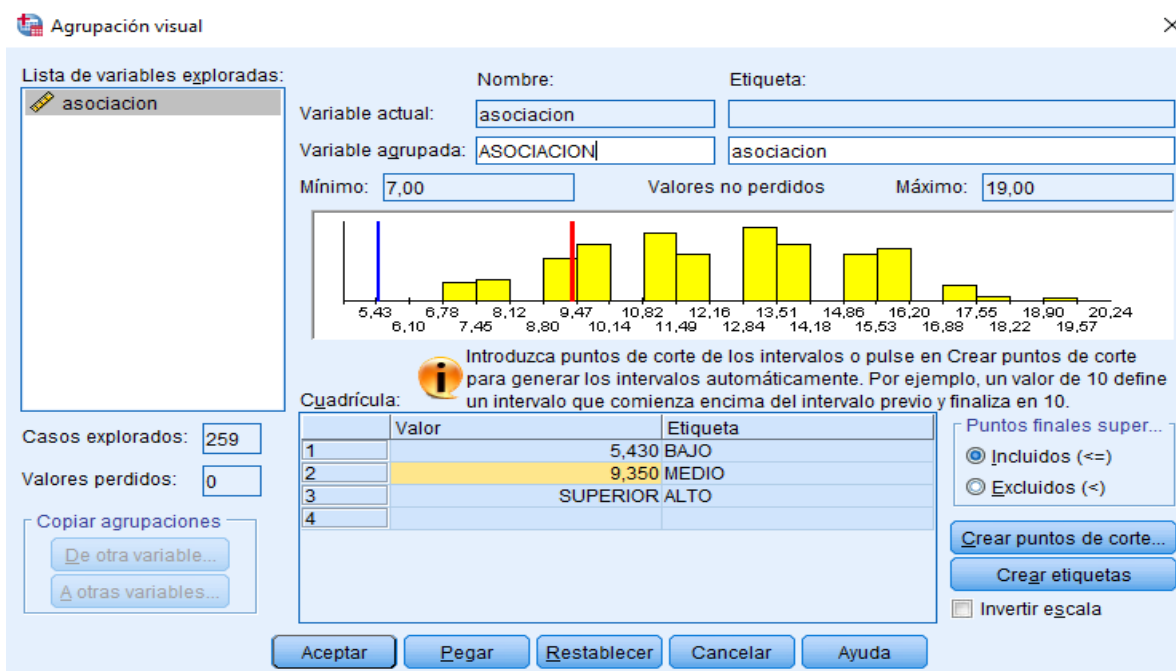 Agrupación visual
Lista de variables exploradas:
asociacion
Nombre:
Etiqueta:
Variable actual:
asociacion
Variable agrupada:
ASOCIACION
asociacion
Mínimo:
7,00
Valores no perdidos
Máximo:
19,00
5,43 6,78 8,12 9,47 10,82 12,16 13,51 14,86 16,20 17,55 18,90 20,24
6,10 7,45 8,80 10,14 11,49 12,84 14,18 15,53 16,88 18,22 19,57
Introduzca puntos de corte de los intervalos o pulse en Crear puntos de corte
para generar los intervalos automáticamente. Por ejemplo, un valor de 10 define
un intervalo que comienza encima del intervalo previo y finaliza en 10.
Cuadrícula:
Valor Etiqueta
1 5,430 BAJO
2 9,350 MEDIO
3 SUPERIOR ALTO
4
Casos explorados:
259
Valores perdidos:
0
Copiar agrupaciones
De otra variable...
A otras variables...
Puntos finales super...
Incluidos (<=)
Excluidos (<)
Crear puntos de corte...
Crear etiquetas
Invertir escala
Aceptar
Pegar
Restablecer
Cancelar
Ayuda